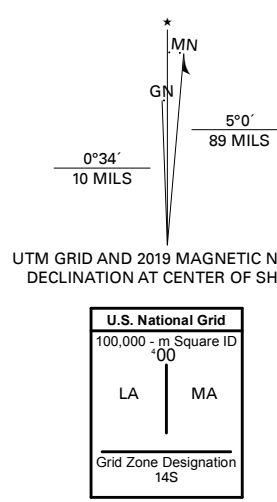 ★
MN
GN
5°0´
89 MILS
0°34´
10 MILS
UTM GRID AND 2019 MAGNETIC N
DECLINATION AT CENTER OF SH
U.S. National Grid
100,000 - m Square ID
⁴00
LA MA
Grid Zone Designation
14S